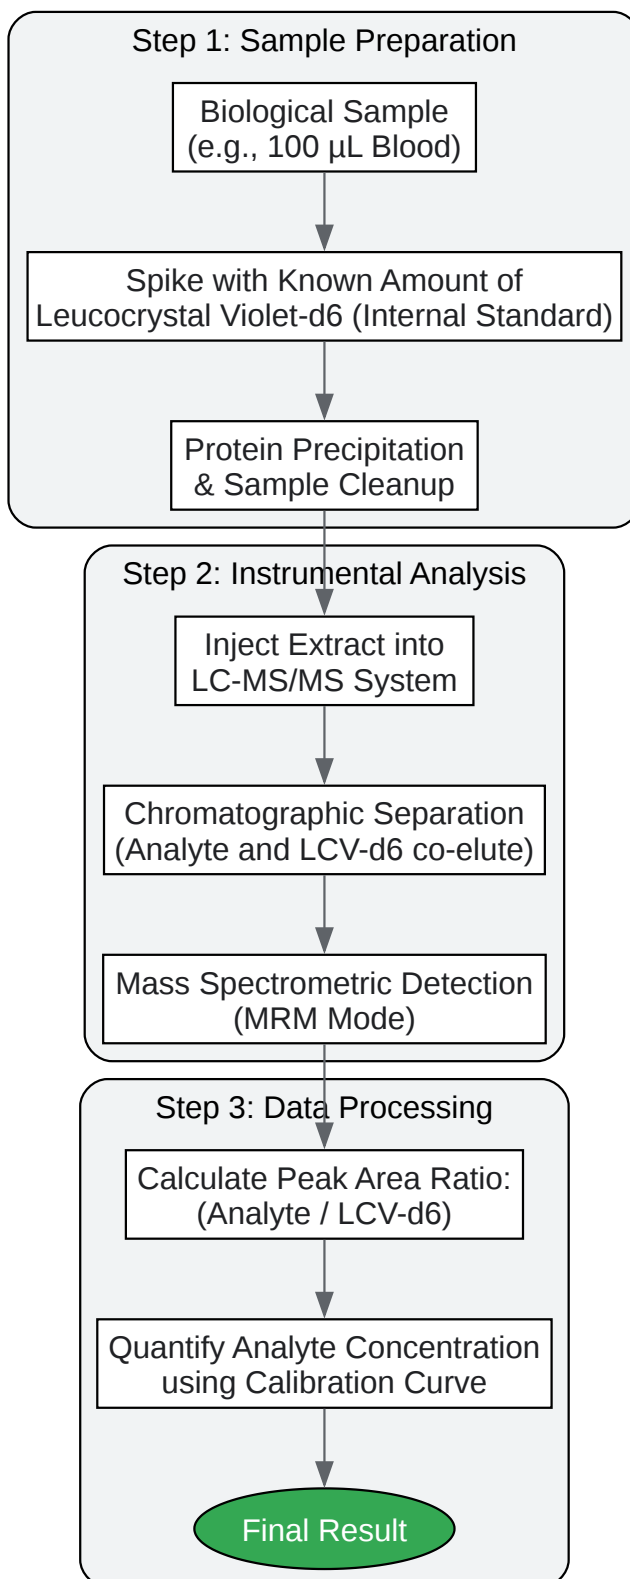 Step 1: Sample Preparation
Biological Sample
(e.g., 100 µL Blood)
Spike with Known Amount of
Leucocrystal Violet-d6 (Internal Standard)
Protein Precipitation
& Sample Cleanup
Step 2: Instrumental Analysis
Inject Extract into
LC-MS/MS System
Chromatographic Separation
(Analyte and LCV-d6 co-elute)
Mass Spectrometric Detection
(MRM Mode)
Step 3: Data Processing
Calculate Peak Area Ratio:
(Analyte / LCV-d6)
Quantify Analyte Concentration
using Calibration Curve
Final Result